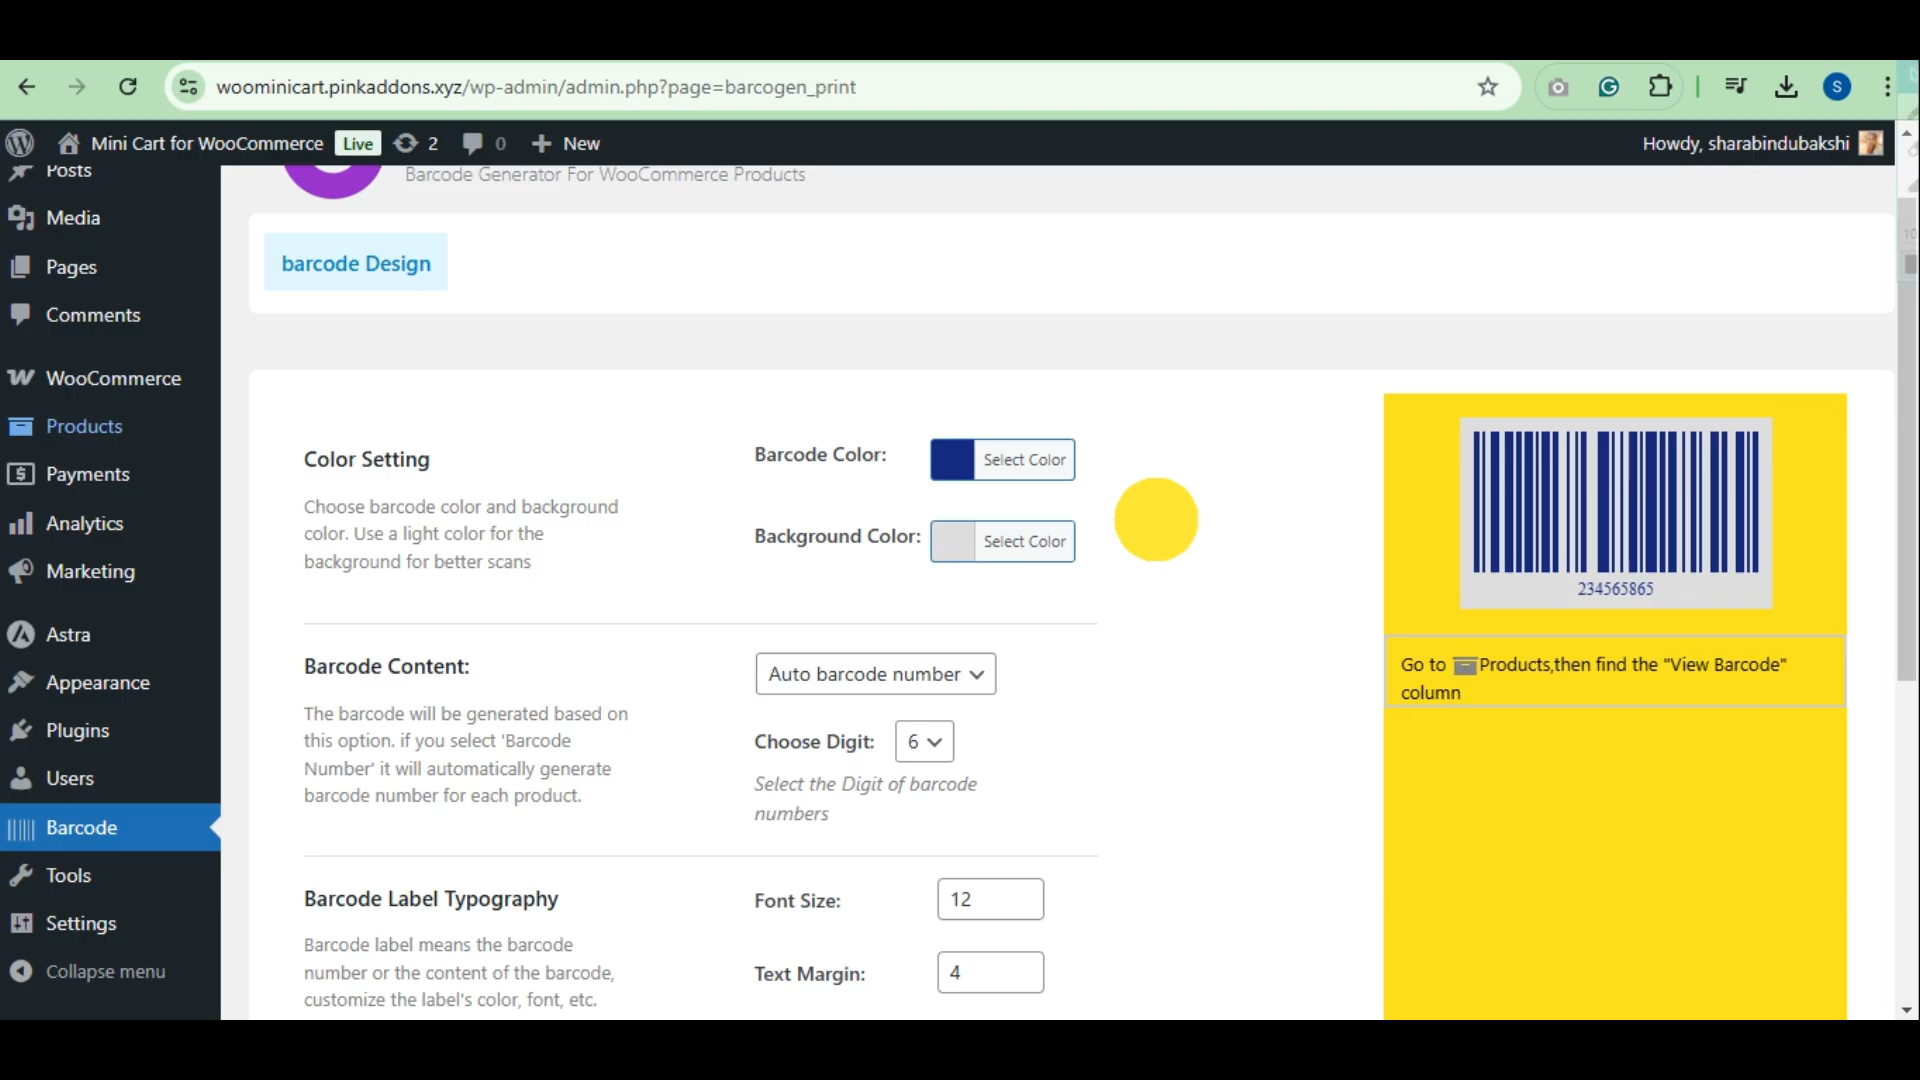 woominicart.pinkaddons.xyz/wp-admin/admin.php?page=barcogen_print
S
Mini Cart for WooCommerce Live 2 0 New
Howdy, sharabindubakshi
Posts
Media
Pages
Comments
WooCommerce
Products
Payments
Analytics
Marketing
Astra
Appearance
Plugins
Users
Barcode
Tools
Settings
Collapse menu
Barcode Generator For WooCommerce Products
barcode Design
Color Setting
Choose barcode color and background
color. Use a light color for the
background for better scans
Barcode Color:
Select Color
Background Color:
Select Color
Barcode Content:
The barcode will be generated based on
this option. if you select 'Barcode
Number' it will automatically generate
barcode number for each product.
Auto barcode number
Choose Digit: 6
Select the Digit of barcode
numbers
Barcode Label Typography
Barcode label means the barcode
number or the content of the barcode,
customize the label's color, font, etc.
Font Size: 12
Text Margin: 4
234565865
Go to Products,then find the "View Barcode"
column